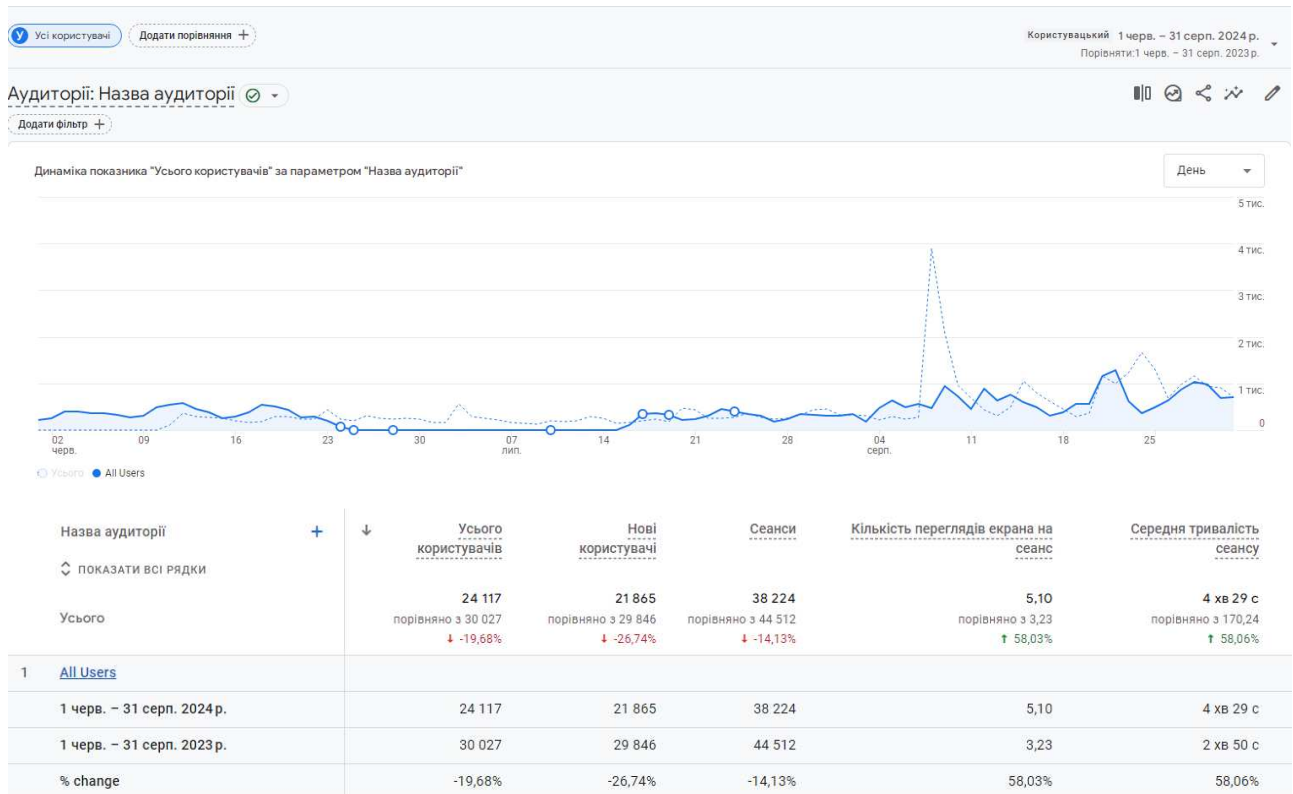 У Усі користувачі Додати порівняння +
Користувацький 1 черв. – 31 серп. 2024 р.
Порівняти:1 черв. – 31 серп. 2023 р.
Аудиторії: Назва аудиторії
Додати фільтр +
Динаміка показника "Усього користувачів" за параметром "Назва аудиторії"
День
5 тис.
4 тис.
3 тис.
2 тис.
1 тис.
0
02 09 16 23 30 07 14 21 28 04 11 18 25
черв. лип. серп.
Усього All Users
Назва аудиторії + Усього Нові Сеанси Кількість переглядів екрана на Середня тривалість
користувачів користувачі сеанс сеансу
ПОКАЗАТИ ВСІ РЯДКИ
24 117 21 865 38 224 5,10 4 хв 29 с
Усього порівняно з 30 027 порівняно з 29 846 порівняно з 44 512 порівняно з 3,23 порівняно з 170,24
↓ -19,68% ↓ -26,74% ↓ -14,13% ↑ 58,03% ↑ 58,06%
1 All Users
1 черв. – 31 серп. 2024 р. 24 117 21 865 38 224 5,10 4 хв 29 с
1 черв. – 31 серп. 2023 р. 30 027 29 846 44 512 3,23 2 хв 50 с
% change -19,68% -26,74% -14,13% 58,03% 58,06%